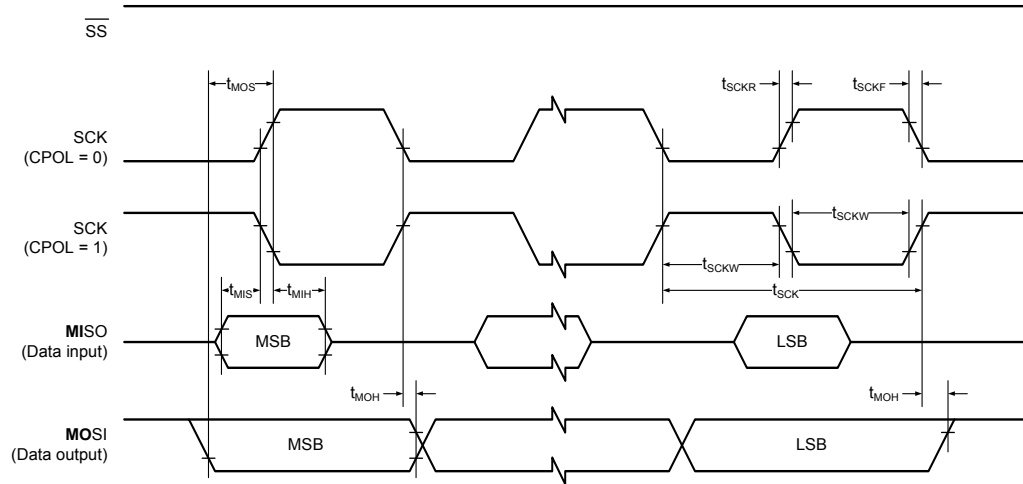 SS
tMOS
tSCKR
tSCKF
SCK
(CPOL = 0)
SCK
(CPOL = 1)
tSCKW
tSCKW
tSCK
tMIS
tMIH
MISO
(Data input)
MSB
LSB
tMOH
tMOH
MOSI
(Data output)
MSB
LSB